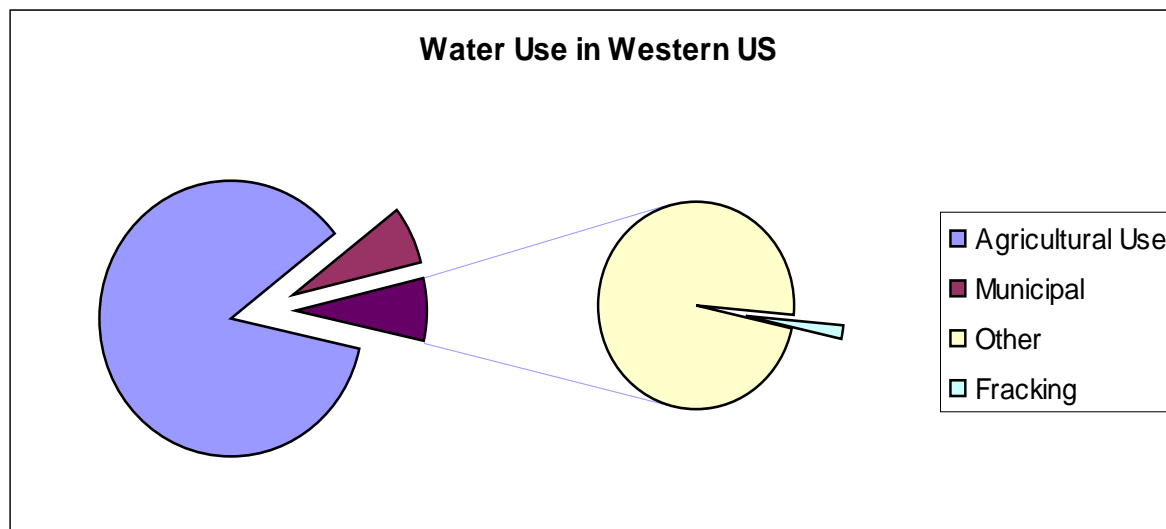 Water Use in Western US
Agricultural Use
Municipal
Other
Fracking